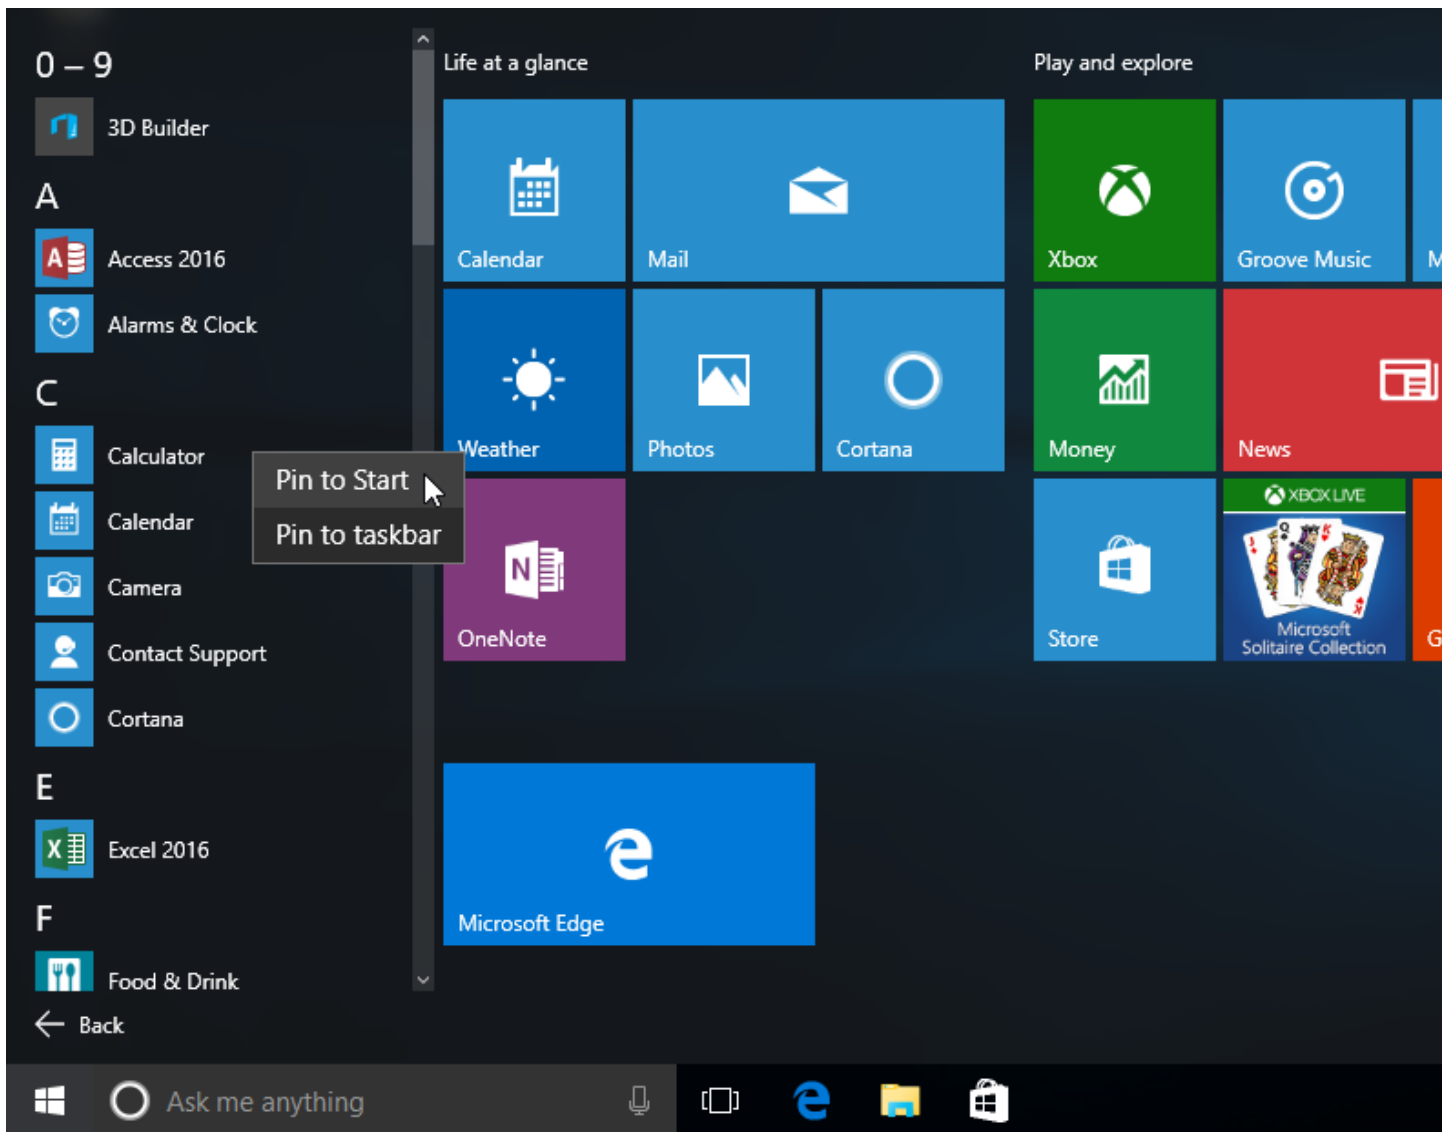 0 – 9
3D Builder
A
Access 2016
Alarms & Clock
C
Calculator
Calendar
Camera
Contact Support
Cortana
E
Excel 2016
F
Food & Drink
Back
Pin to Start
Pin to taskbar
Life at a glance
Calendar
Mail
Weather
Photos
Cortana
OneNote
Microsoft Edge
Play and explore
Xbox
Groove Music
M
Money
News
Store
XBOX LIVE
Microsoft
Solitaire Collection
G
Ask me anything